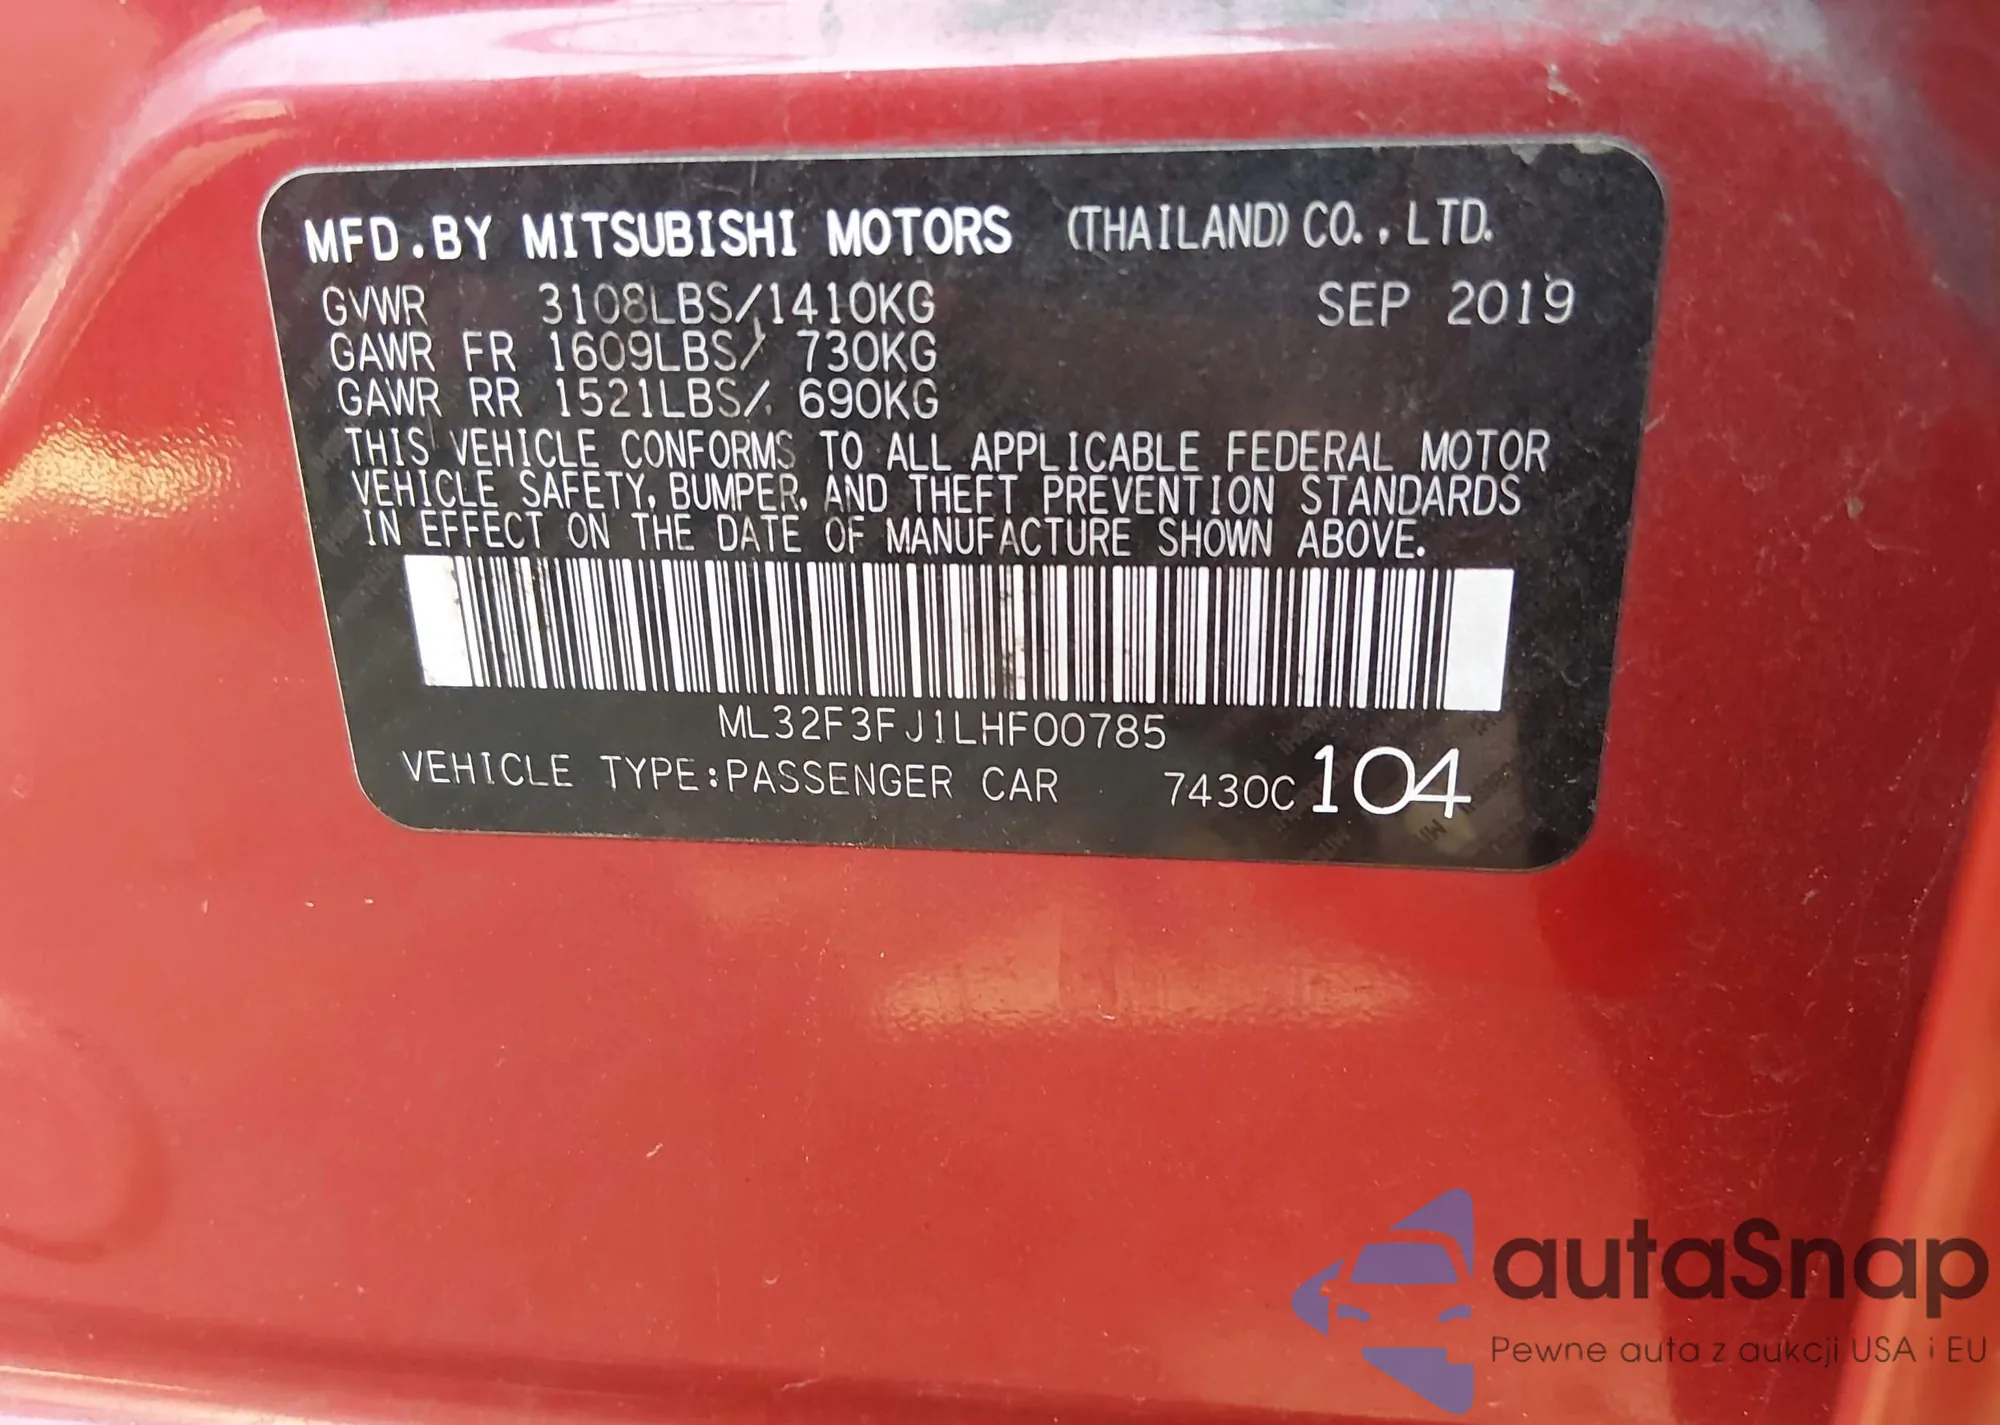 MFD.BY MITSUBISHI MOTORS (THAILAND) CO., LTD.
GVWR 3108LBS/1410KG SEP 2019
GAWR FR 1609LBS/ 730KG
GAWR RR 1521LBS/ 690KG
THIS VEHICLE CONFORMS TO ALL APPLICABLE FEDERAL MOTOR
VEHICLE SAFETY, BUMPER, AND THEFT PREVENTION STANDARDS
IN EFFECT ON THE DATE OF MANUFACTURE SHOWN ABOVE.
ML32F3FJ1LHF00785
VEHICLE TYPE:PASSENGER CAR 7430C 104
autaSnap
Pewne auta z aukcji USA i EU